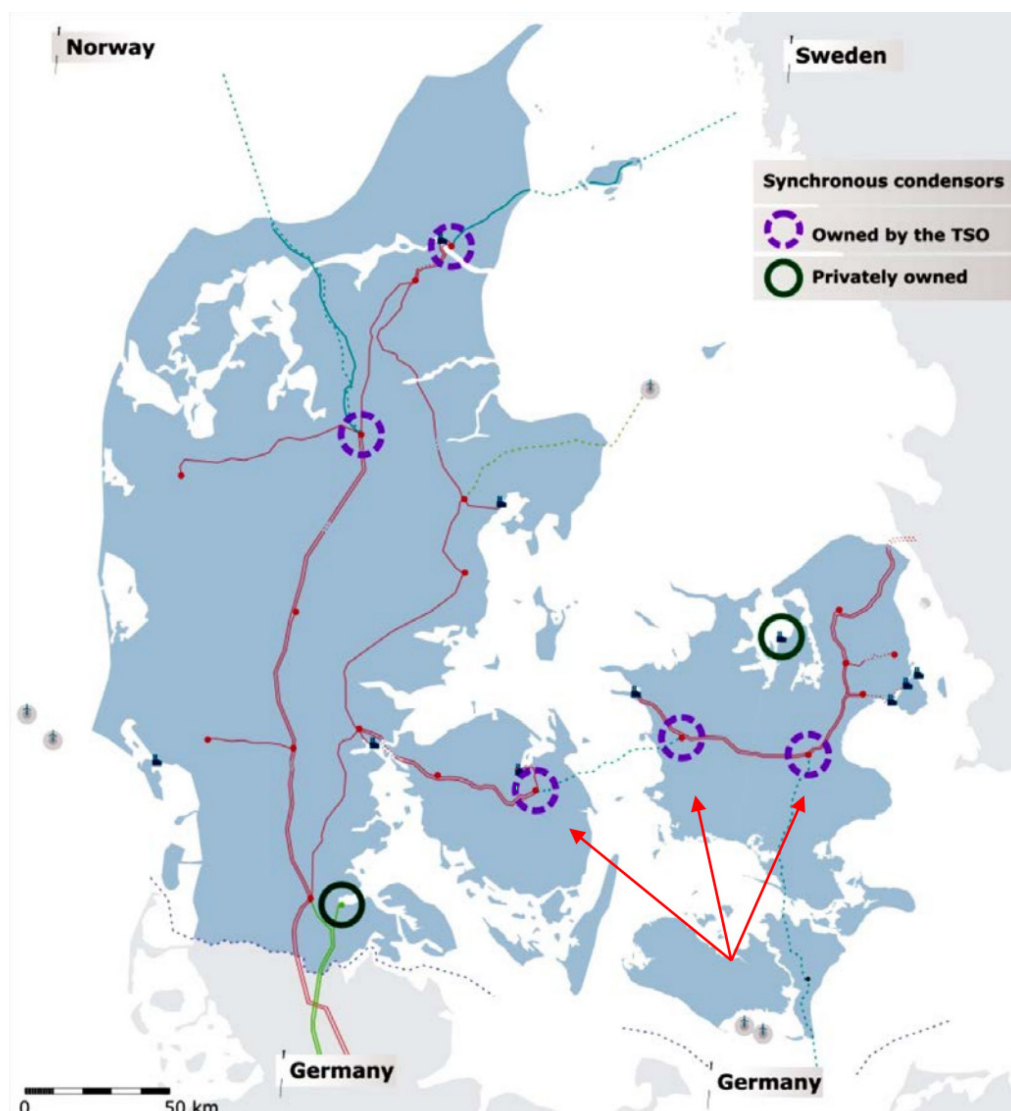 Norway
Sweden
Synchronous condensors
Owned by the TSO
Privately owned
Germany
Germany
0 50 km